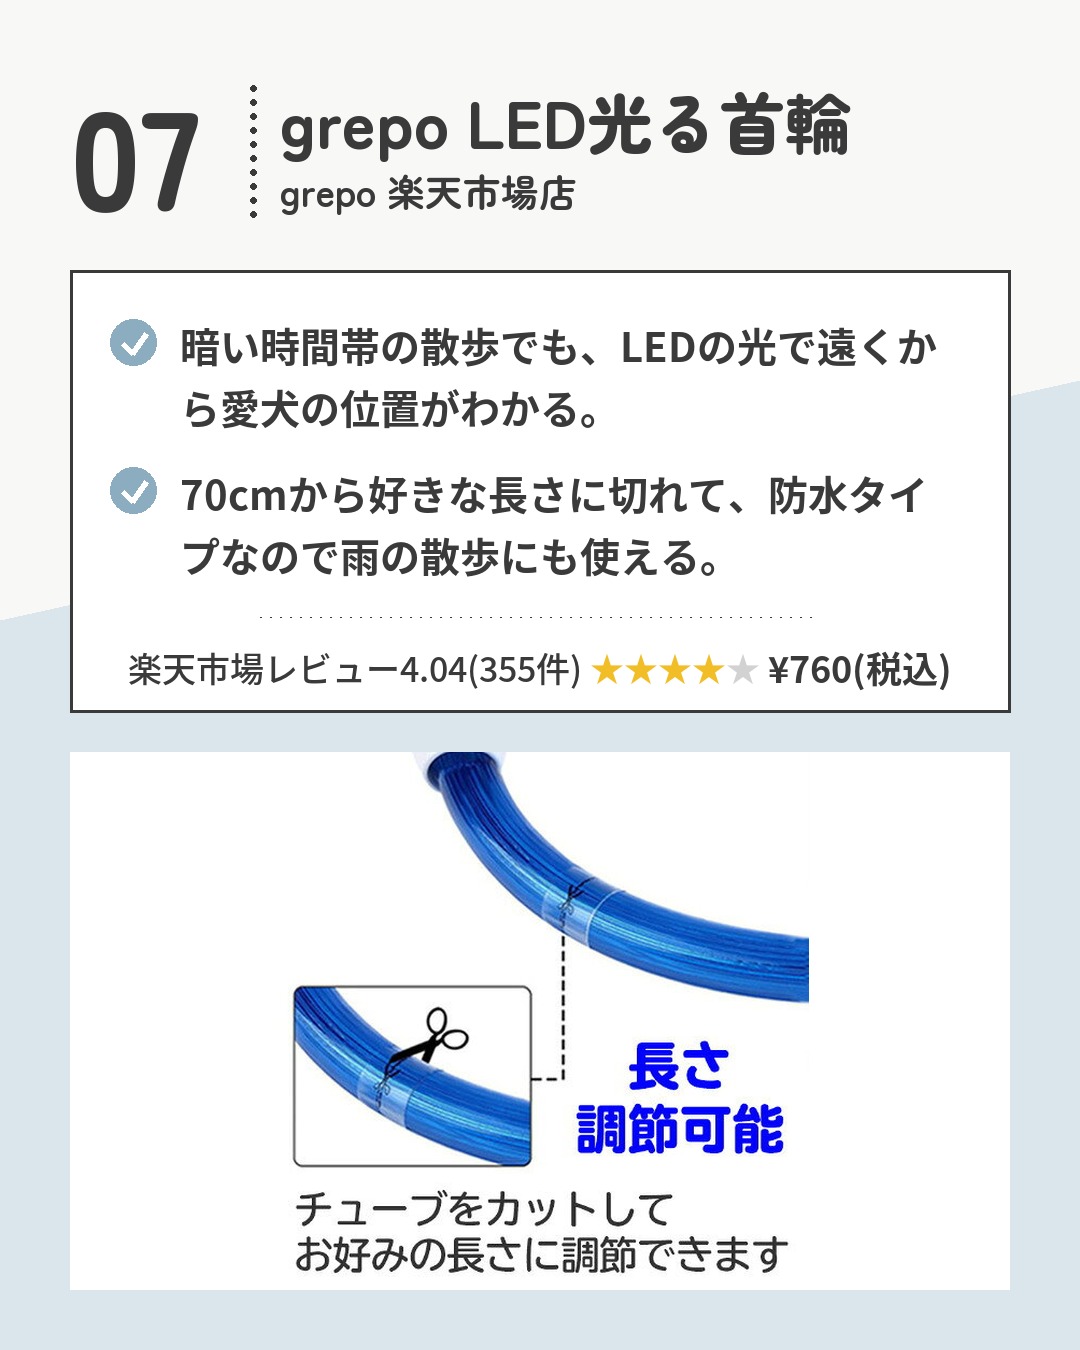 07
grepo LED光る首輪
grepo 楽天市場店
暗い時間帯の散歩でも、LEDの光で遠くか
ら愛犬の位置がわかる。
70cmから好きな長さに切れて、防水タイ
プなので雨の散歩にも使える。
楽天市場レビュー4.04(355件) ★★★★★ ¥760(税込)
長さ
調節可能
チューブをカットして
お好みの長さに調節できます